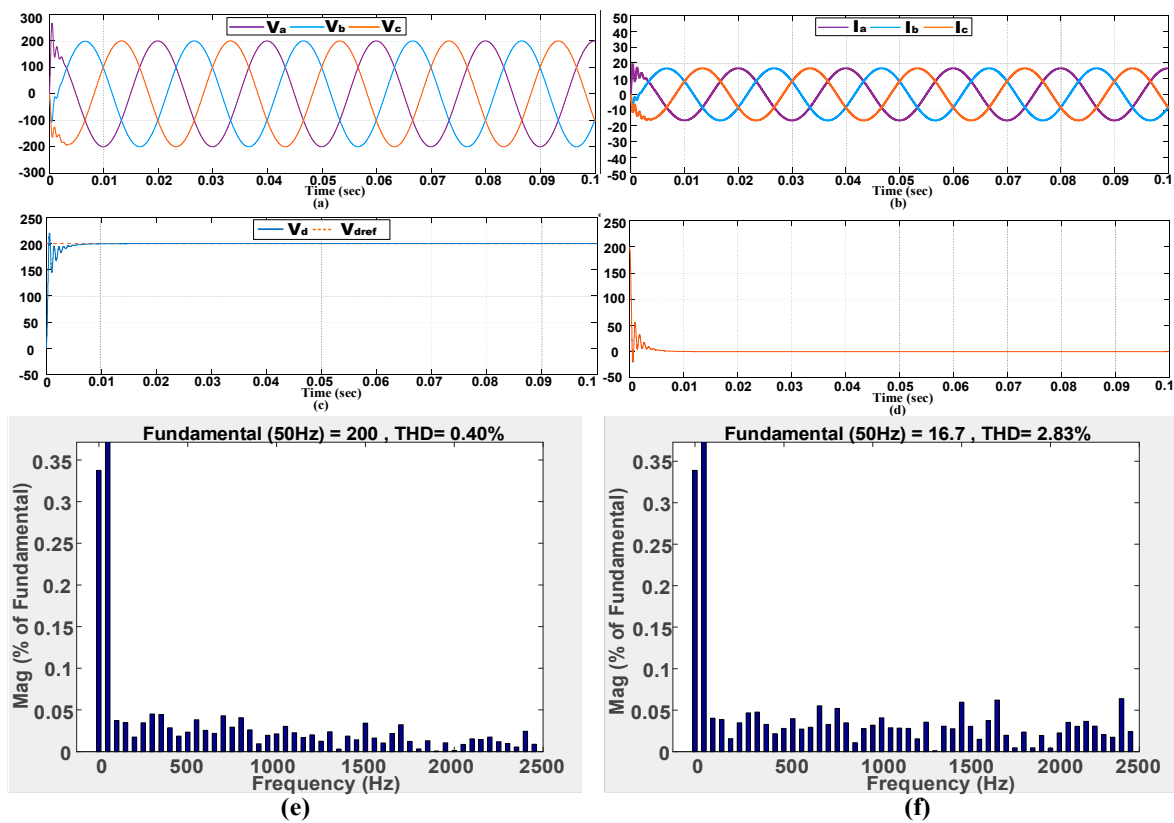 300
200
100
0
-100
-200
-300
Va Vb Vc
0 0.01 0.02 0.03 0.04 0.05 0.06 0.07 0.08 0.09 0.1
Time (sec)
(a)
50
40
30
20
10
0
-10
-20
-30
-40
-50
Ia Ib Ic
0 0.01 0.02 0.03 0.04 0.05 0.06 0.07 0.08 0.09 0.1
Time (sec)
(b)
250
200
150
100
50
0
-50
Vd Vdref
0 0.01 0.02 0.03 0.04 0.05 0.06 0.07 0.08 0.09 0.1
Time (sec)
(c)
250
200
150
100
50
0
-50
0 0.01 0.02 0.03 0.04 0.05 0.06 0.07 0.08 0.09 0.1
Time (sec)
(d)
Fundamental (50Hz) = 200 , THD= 0.40%
Mag (% of Fundamental)
0.35
0.3
0.25
0.2
0.15
0.1
0.05
0
0 500 1000 1500 2000 2500
Frequency (Hz)
(e)
Fundamental (50Hz) = 16.7 , THD= 2.83%
Mag (% of Fundamental)
0.35
0.3
0.25
0.2
0.15
0.1
0.05
0
0 500 1000 1500 2000 2500
Frequency (Hz)
(f)